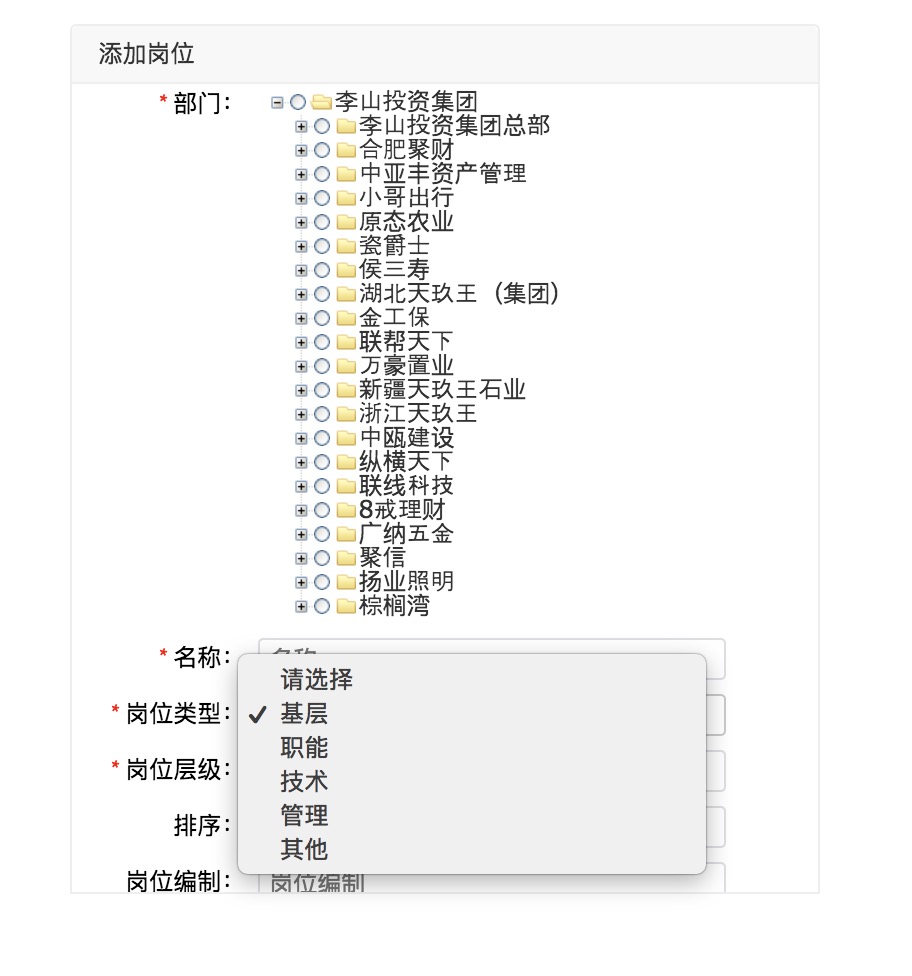 添加岗位
* 部门：
李山投资集团
李山投资集团总部
合肥聚财
中亚丰资产管理
小哥出行
原态农业
瓷爵士
侯三寿
湖北天玖王（集团）
金工保
联帮天下
万豪置业
新疆天玖王石业
浙江天玖王
中瓯建设
纵横天下
联线科技
8戒理财
广纳五金
聚信
扬业照明
棕榈湾
* 名称： 名称
请选择
* 岗位类型： ✓ 基层
职能
* 岗位层级：
技术
排序： 管理
其他
岗位编制： 岗位编制